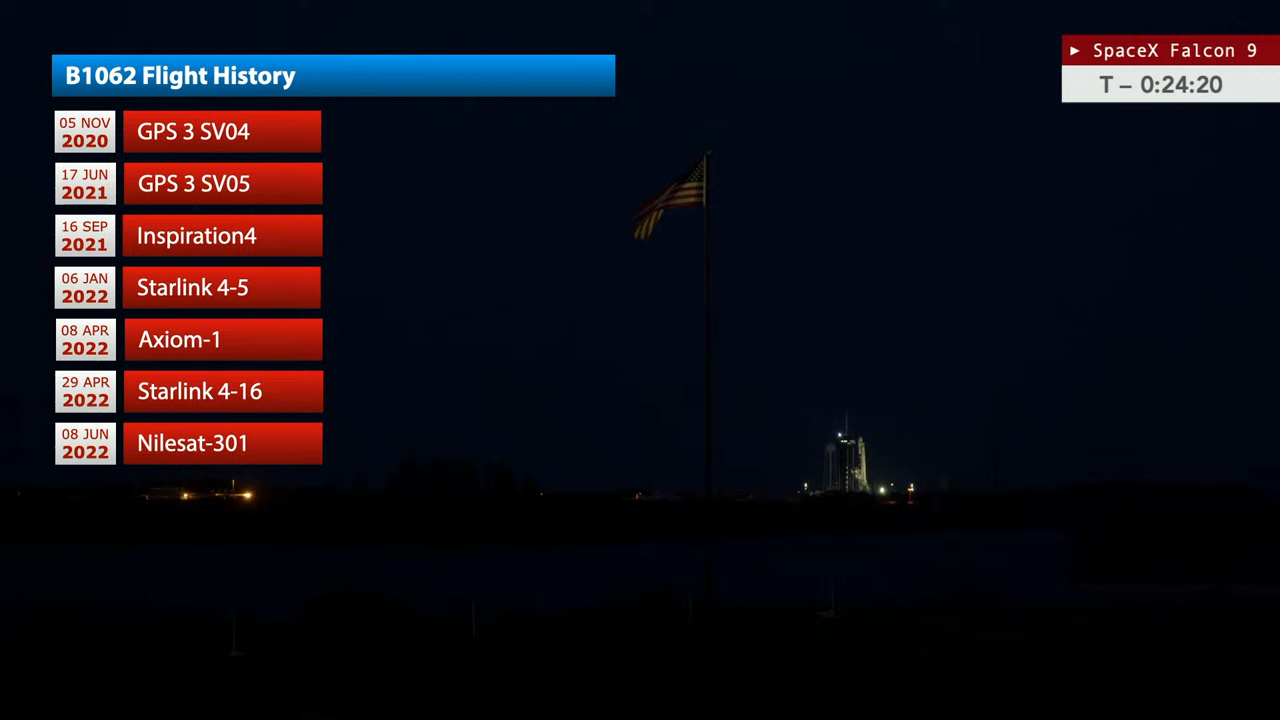 B1062 Flight History
► SpaceX Falcon 9
T – 0:24:20
05 NOV
2020
GPS 3 SV04
17 JUN
2021
GPS 3 SV05
16 SEP
2021
Inspiration4
06 JAN
2022
Starlink 4-5
08 APR
2022
Axiom-1
29 APR
2022
Starlink 4-16
08 JUN
2022
Nilesat-301